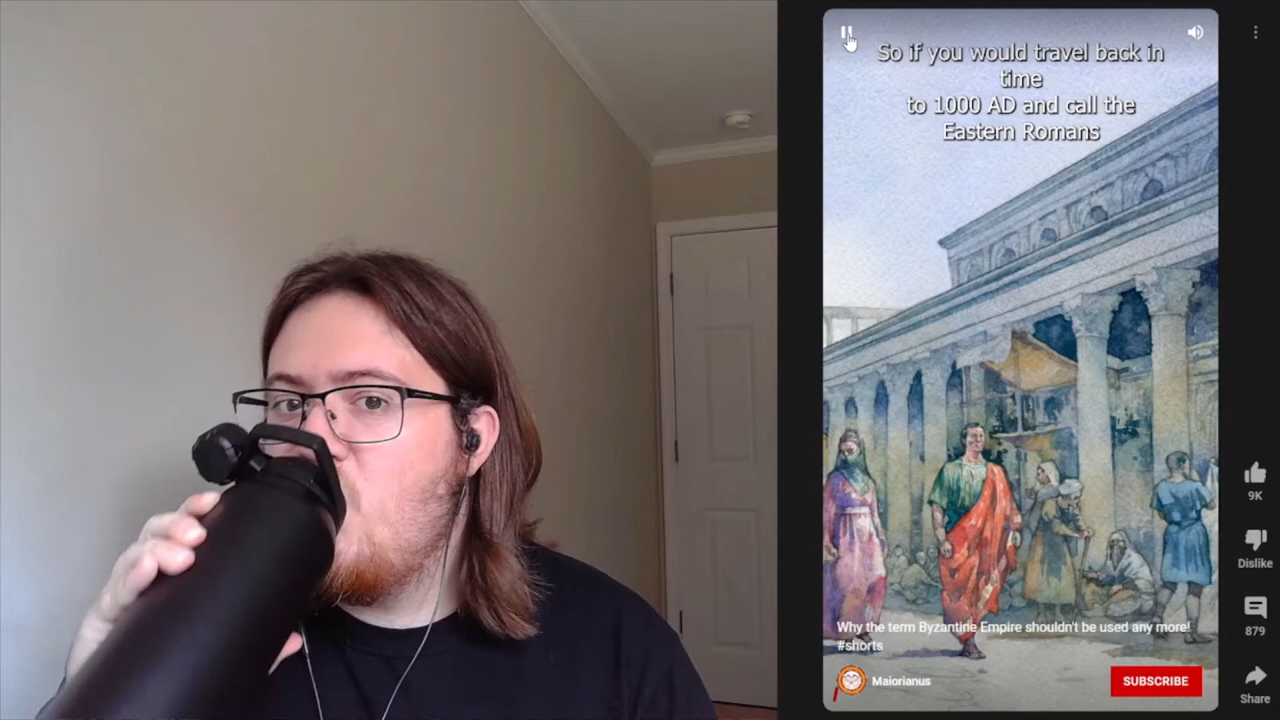 So if you would travel back in
time
to 1000 AD and call the
Eastern Romans
9K
Dislike
879
Why the term Byzantine Empire shouldn't be used any more!
#shorts
Maiorianus
SUBSCRIBE
Share